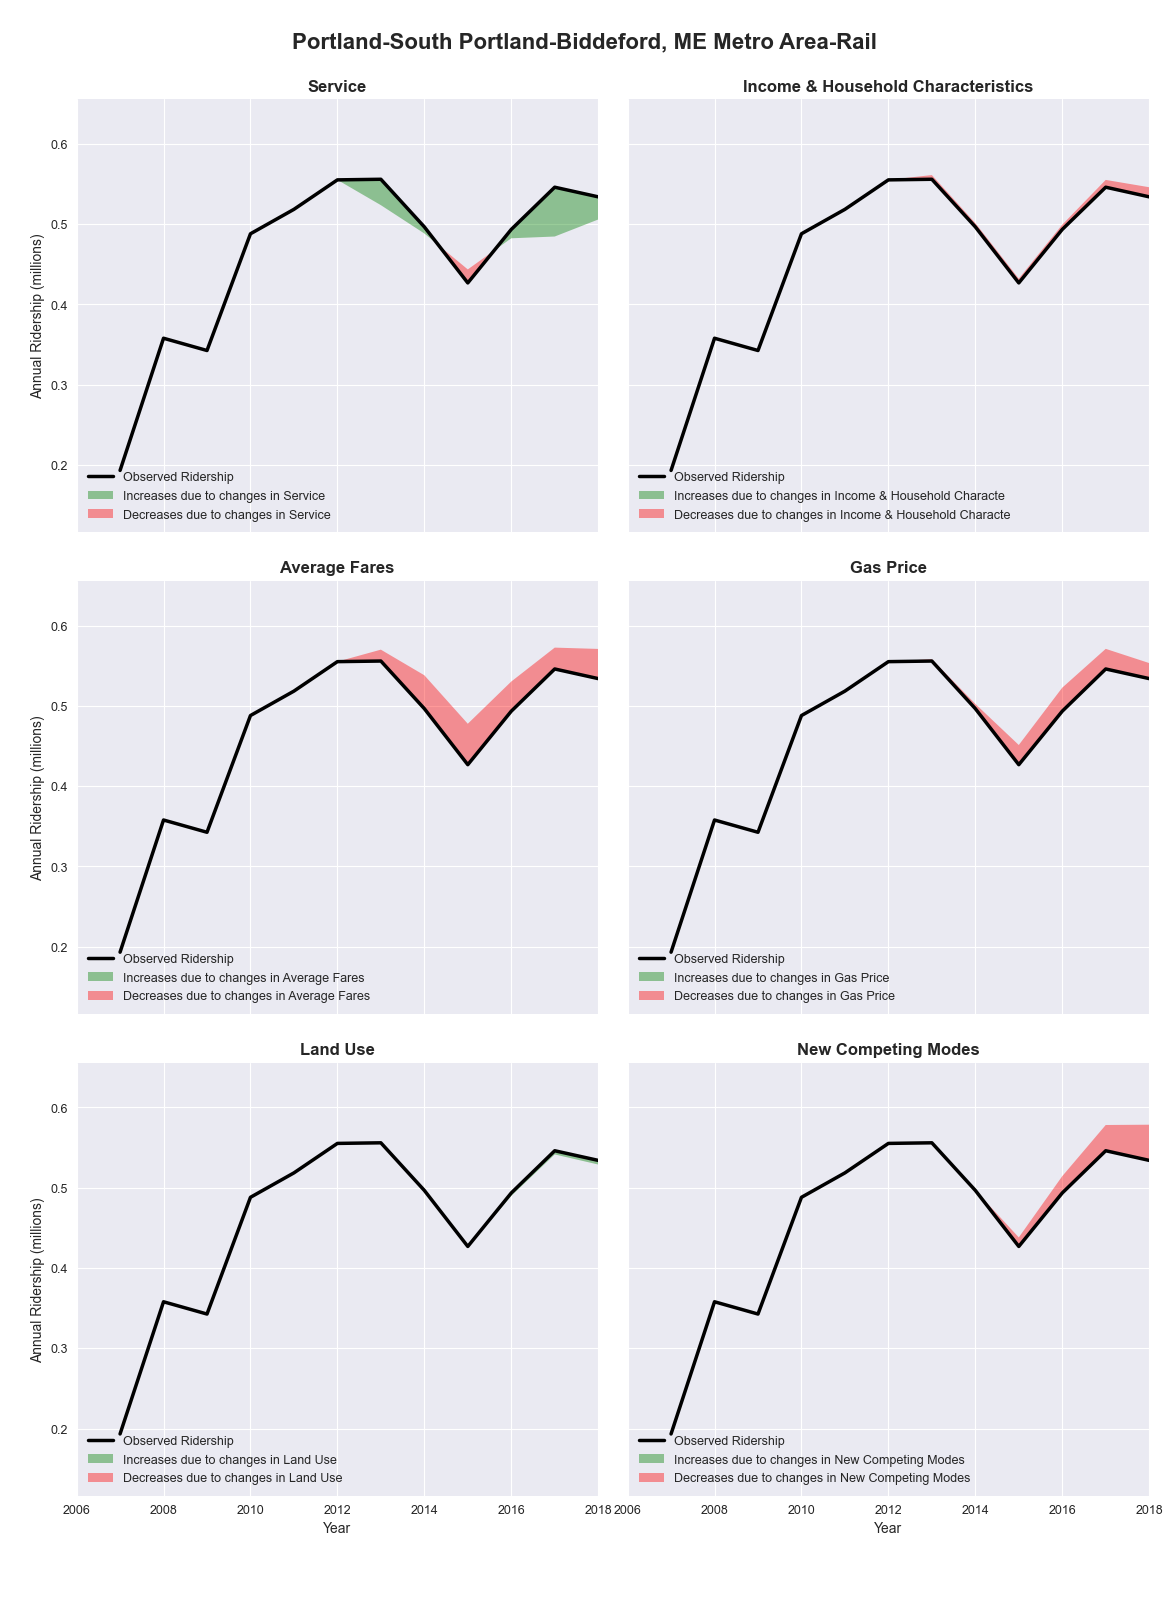 Portland-South Portland-Biddeford, ME Metro Area-Rail
Service
Income & Household Characteristics
Annual Ridership (millions)
0.6
0.5
0.4
0.3
0.2
Observed Ridership
Increases due to changes in Service
Decreases due to changes in Service
Observed Ridership
Increases due to changes in Income & Household Characte
Decreases due to changes in Income & Household Characte
Average Fares
Gas Price
Annual Ridership (millions)
0.6
0.5
0.4
0.3
0.2
Observed Ridership
Increases due to changes in Average Fares
Decreases due to changes in Average Fares
Observed Ridership
Increases due to changes in Gas Price
Decreases due to changes in Gas Price
Land Use
New Competing Modes
Annual Ridership (millions)
0.6
0.5
0.4
0.3
0.2
Observed Ridership
Increases due to changes in Land Use
Decreases due to changes in Land Use
Observed Ridership
Increases due to changes in New Competing Modes
Decreases due to changes in New Competing Modes
2006 2008 2010 2012 2014 2016 2018
2006 2008 2010 2012 2014 2016 2018
Year
Year